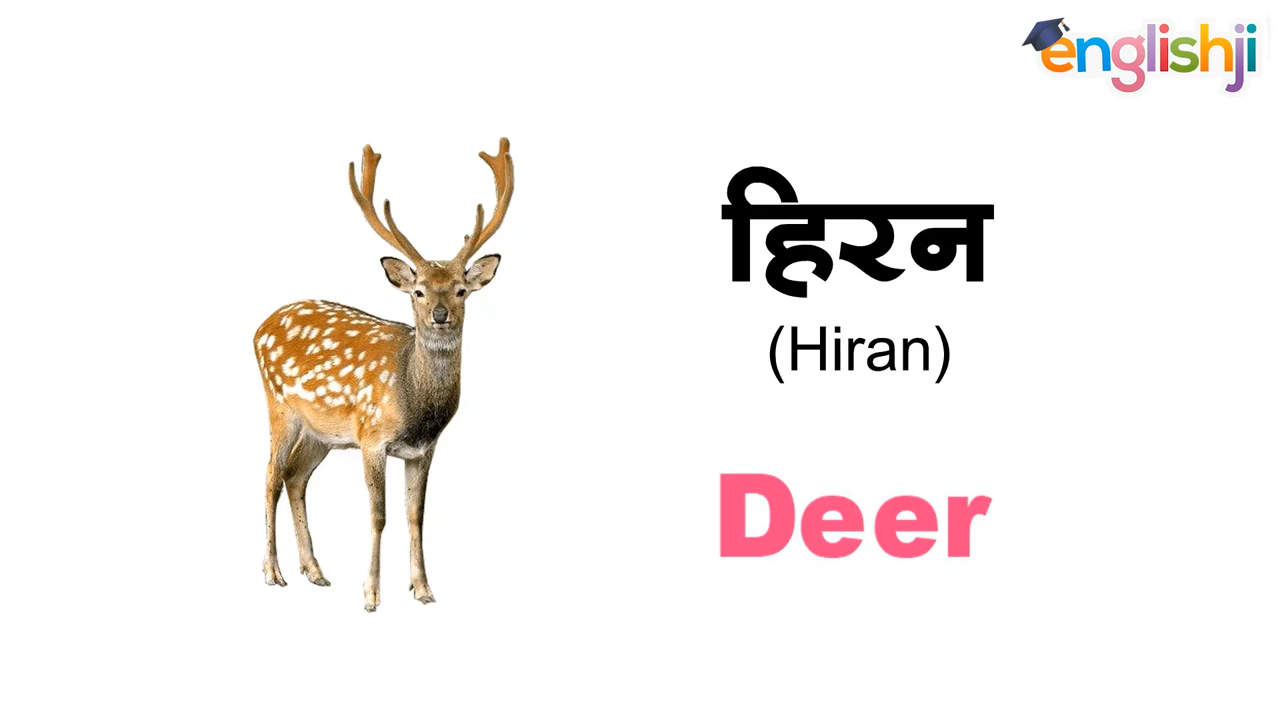 englishji
हिरन
(Hiran)
Deer